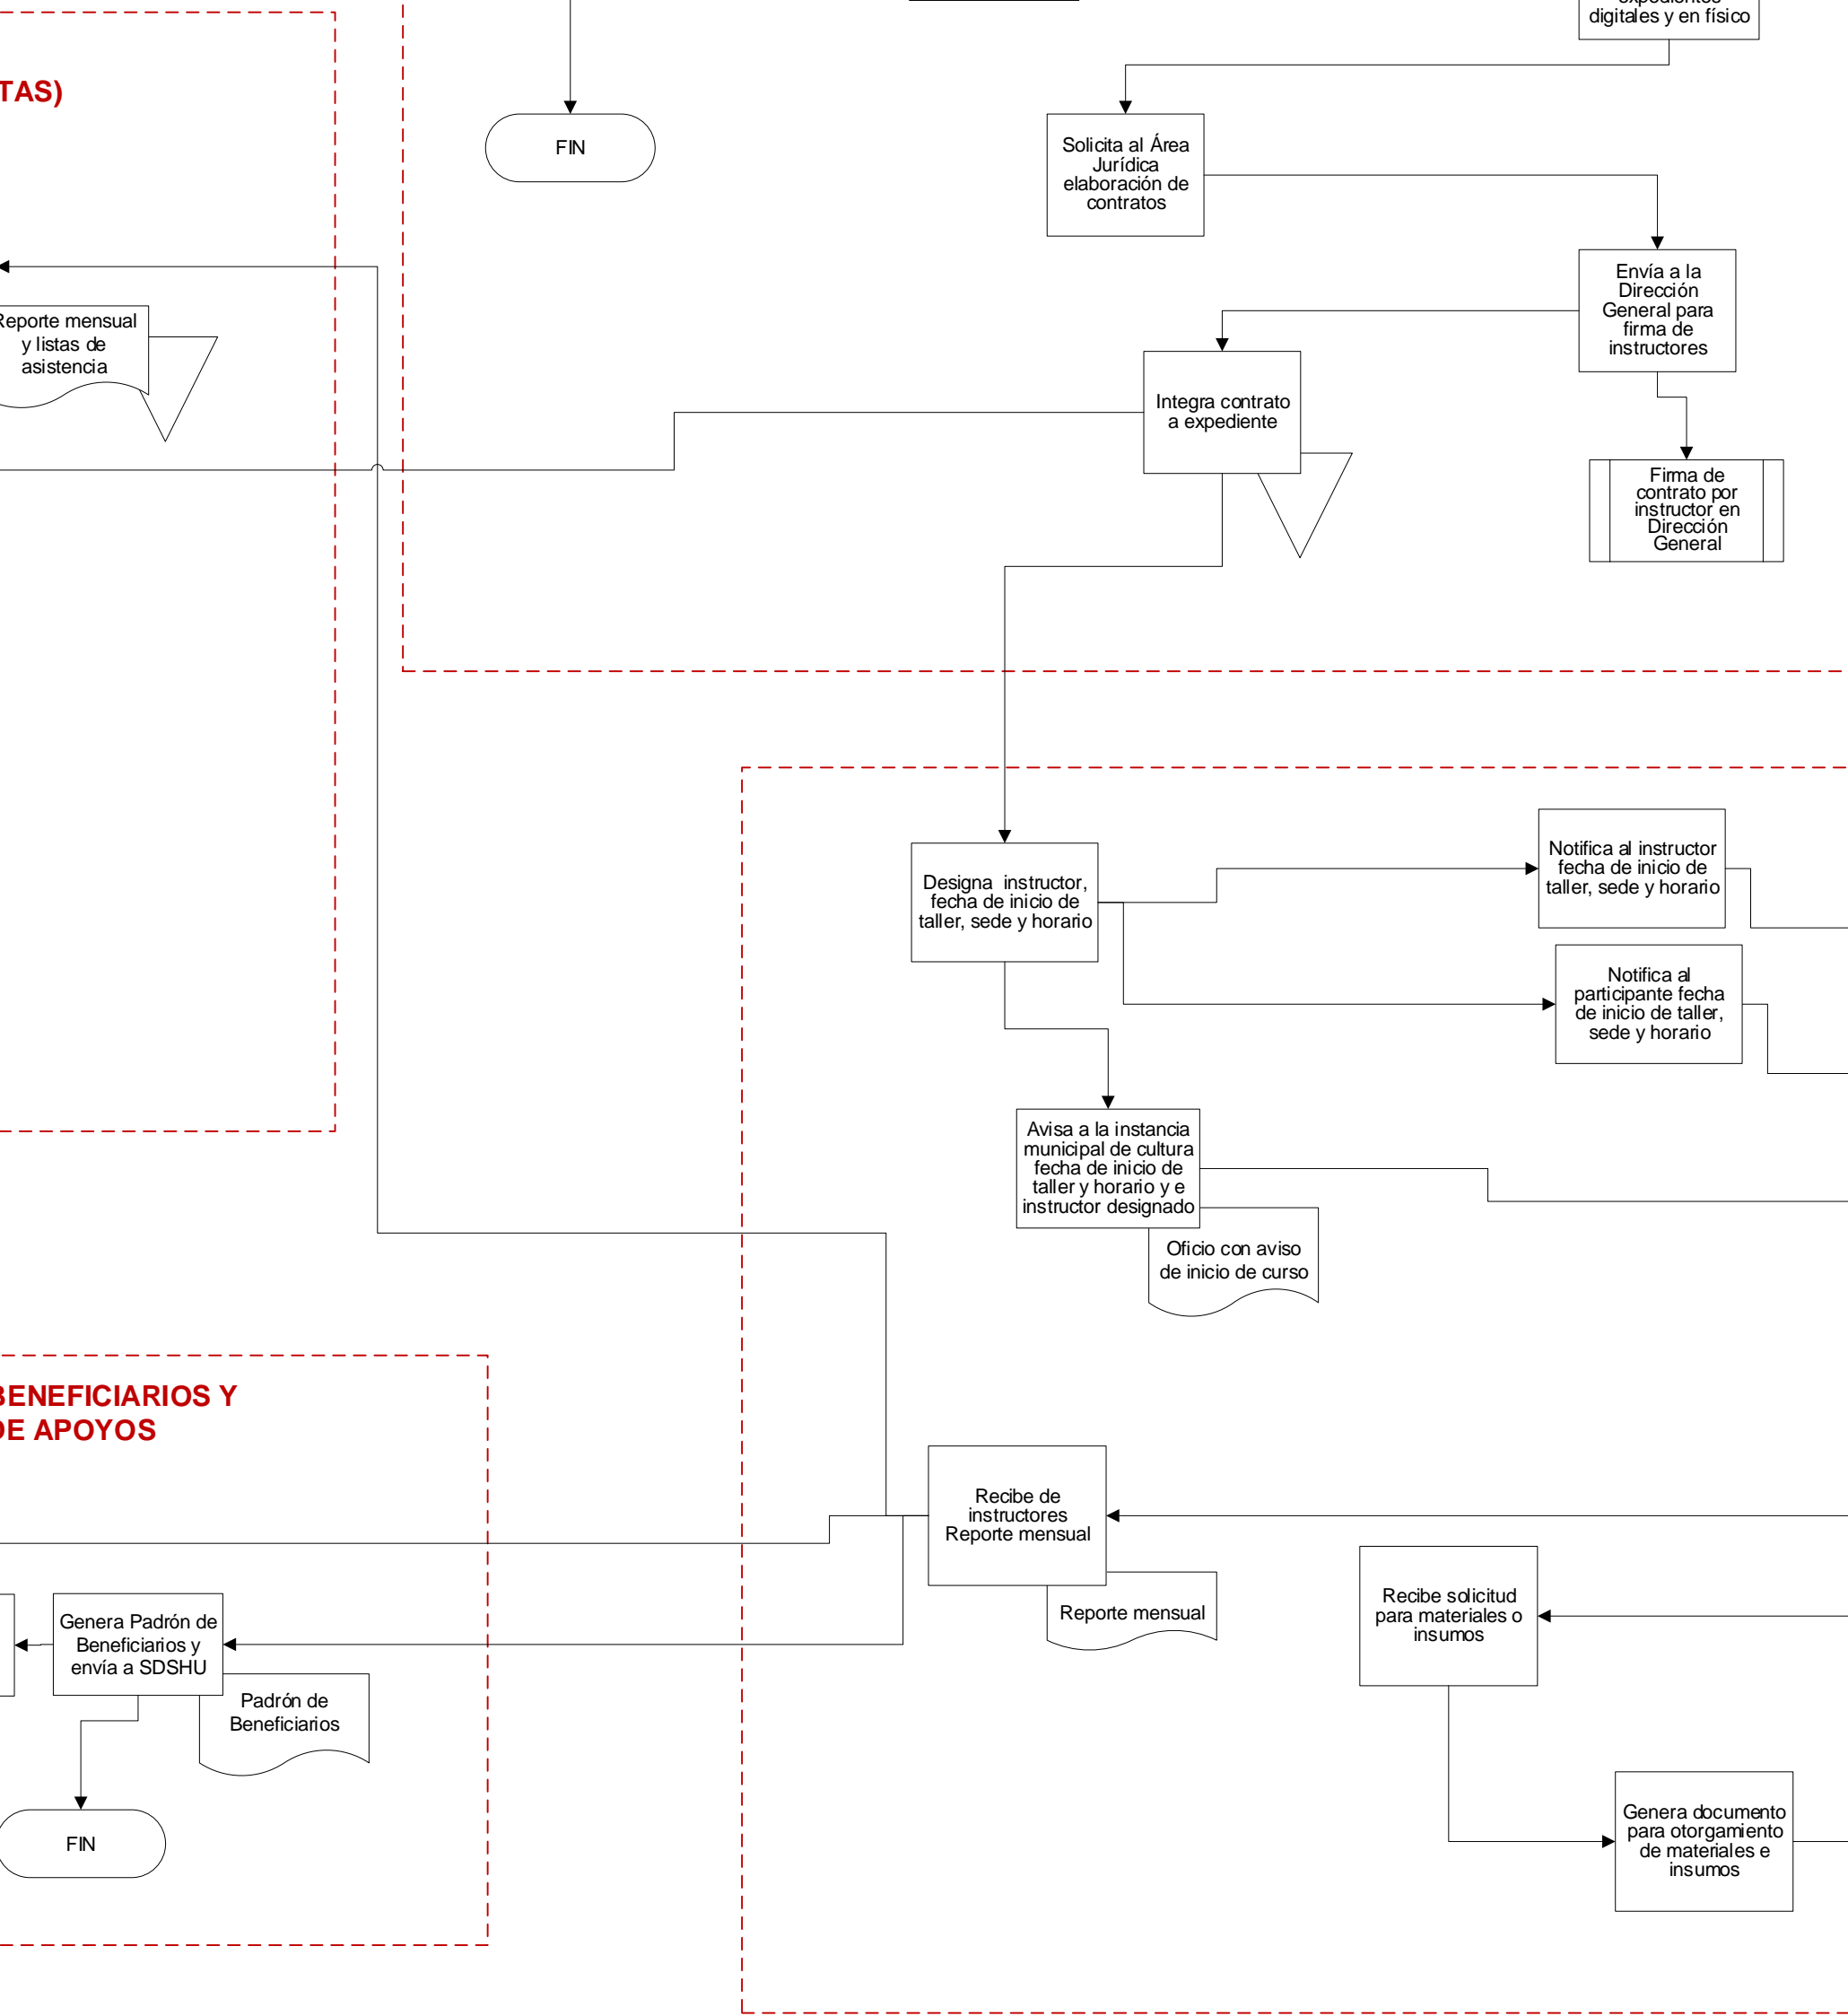 digitales y en físico
TAS)
FIN
Solicita al Área
Jurídica
elaboración de
contratos
Envía a la
Dirección
General para
firma de
instructores
Reporte mensual
y listas de
asistencia
Integra contrato
a expediente
Firma de
contrato por
instructor en
Dirección
General
Designa instructor,
fecha de inicio de
taller, sede y horario
Notifica al instructor
fecha de inicio de
taller, sede y horario
Notifica al
participante fecha
de inicio de taller,
sede y horario
Avisa a la instancia
municipal de cultura
fecha de inicio de
taller y horario y e
instructor designado
Oficio con aviso
de inicio de curso
BENEFICIARIOS Y
DE APOYOS
Recibe de
instructores
Reporte mensual
Reporte mensual
Recibe solicitud
para materiales o
insumos
Genera Padrón de
Beneficiarios y
envía a SDSHU
Padrón de
Beneficiarios
FIN
Genera documento
para otorgamiento
de materiales e
insumos